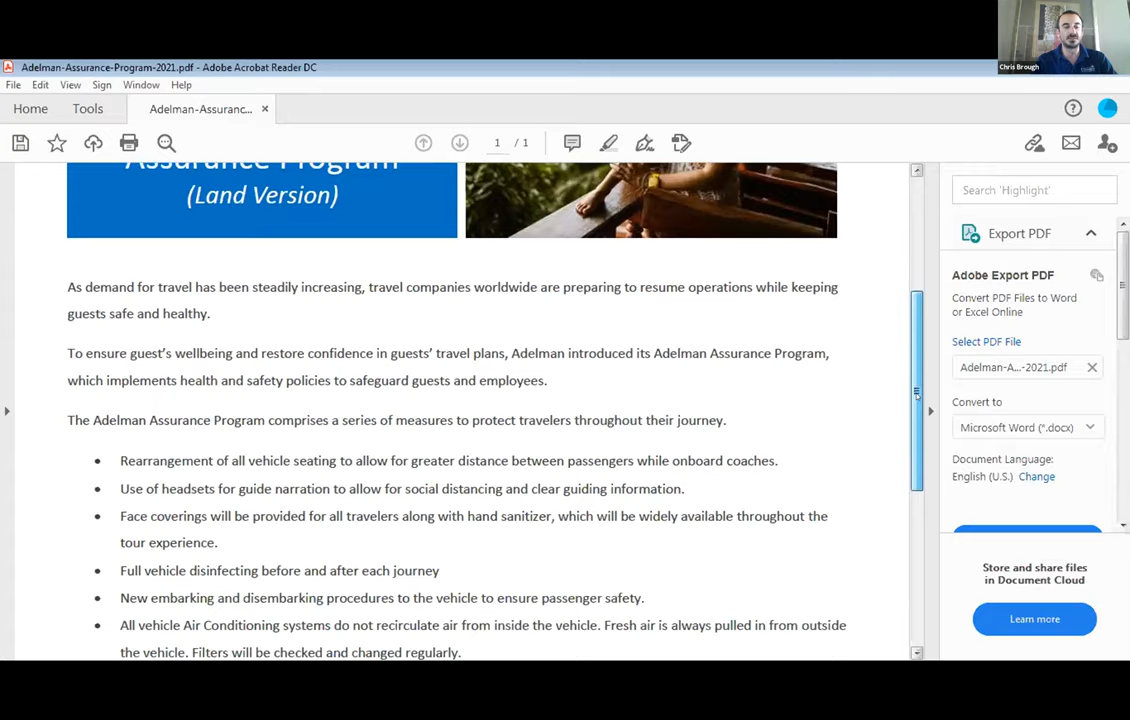 Chris Brough
Adelman-Assurance-Program-2021.pdf - Adobe Acrobat Reader DC
File Edit View Sign Window Help
Home Tools Adelman-Assuranc... ×
1 / 1
Assurance Program
(Land Version)
As demand for travel has been steadily increasing, travel companies worldwide are preparing to resume operations while keeping
guests safe and healthy.
To ensure guest's wellbeing and restore confidence in guests' travel plans, Adelman introduced its Adelman Assurance Program,
which implements health and safety policies to safeguard guests and employees.
The Adelman Assurance Program comprises a series of measures to protect travelers throughout their journey.
• Rearrangement of all vehicle seating to allow for greater distance between passengers while onboard coaches.
• Use of headsets for guide narration to allow for social distancing and clear guiding information.
• Face coverings will be provided for all travelers along with hand sanitizer, which will be widely available throughout the
tour experience.
• Full vehicle disinfecting before and after each journey
• New embarking and disembarking procedures to the vehicle to ensure passenger safety.
• All vehicle Air Conditioning systems do not recirculate air from inside the vehicle. Fresh air is always pulled in from outside
the vehicle. Filters will be checked and changed regularly.
Search 'Highlight'
Export PDF
Adobe Export PDF
Convert PDF Files to Word
or Excel Online
Select PDF File
Adelman-A...-2021.pdf ×
Convert to
Microsoft Word (*.docx)
Document Language:
English (U.S.) Change
Store and share files
in Document Cloud
Learn more